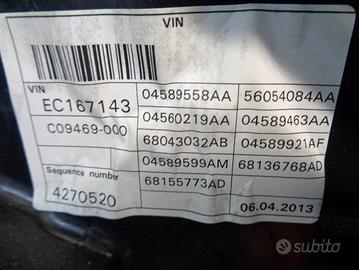 VIN
VIN
EC167143
C09469-000
Sequence number
4270520
04589558AA 56054084AA
04560219AA 04589463AA
68043032AB 04589921AF
04589599AM 68136768AD
68155773AD
06.04.2013
subito